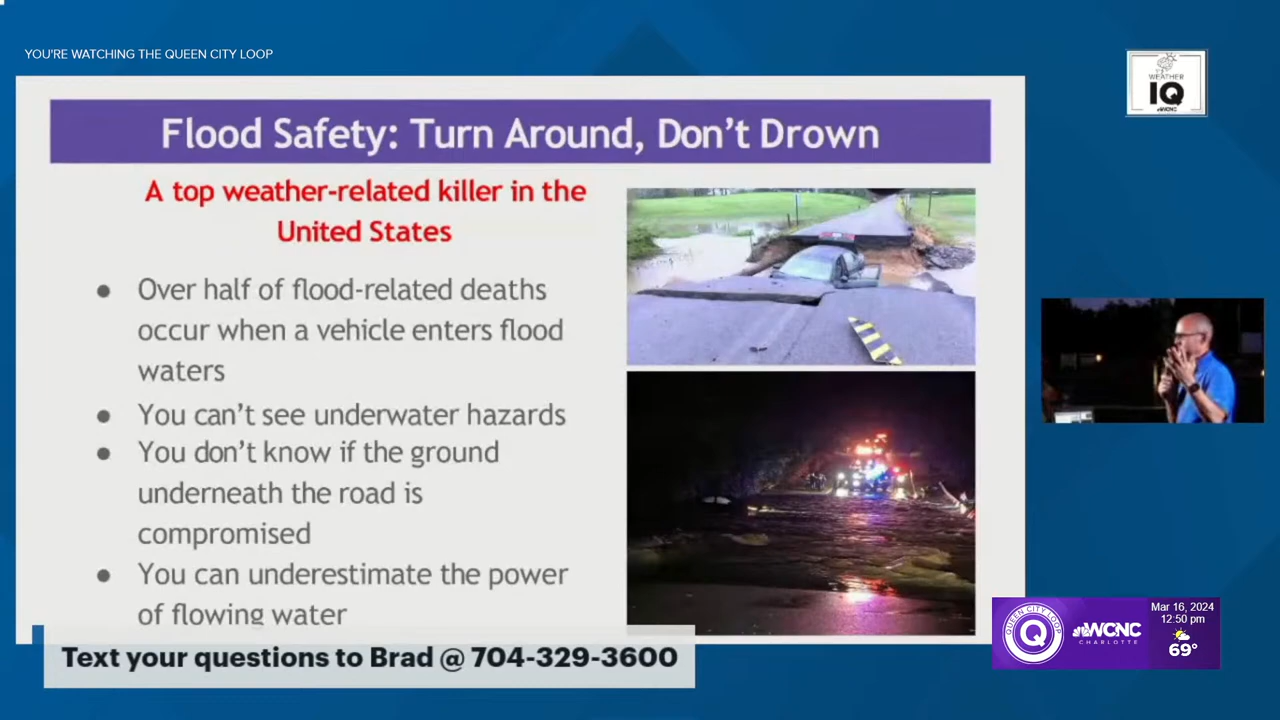 YOU'RE WATCHING THE QUEEN CITY LOOP
WEATHER
IQ
WCNC
Flood Safety: Turn Around, Don't Drown
A top weather-related killer in the
United States
● Over half of flood-related deaths
occur when a vehicle enters flood
waters
● You can't see underwater hazards
● You don't know if the ground
underneath the road is
compromised
● You can underestimate the power
of flowing water
Text your questions to Brad @ 704-329-3600
QUEEN CITY LOOP
Q
WCNC
CHARLOTTE
Mar 16, 2024
12:50 pm
69°